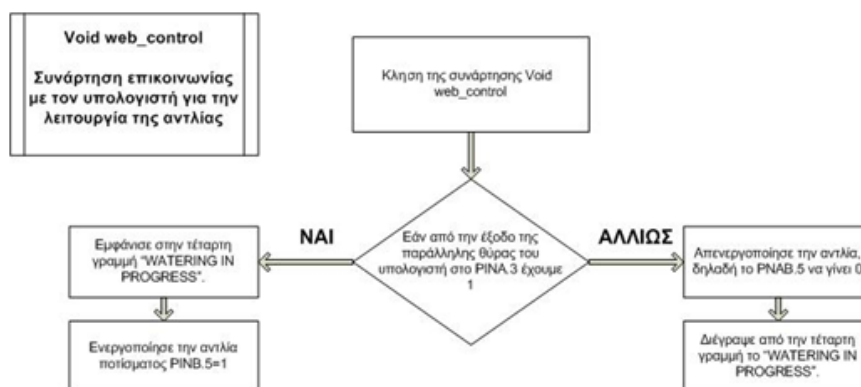 Void web_control
Συνάρτηση επικοινωνίας
με τον υπολογιστή για την
λειτουργία της αντλίας
Κληση της συνάρτησης Void
web_control
Εάν από την έξοδο της
παράλληλης θύρας του
υπολογιστή στο PINA.3 έχουμε
1
ΝΑΙ
Εμφάνισε στην τέταρτη
γραμμή “WATERING IN
PROGRESS”.
Ενεργοποίησε την αντλία
ποτίσματος PINB.5=1
ΑΛΛΙΩΣ
Απενεργοποίησε την αντλία,
δηλαδή το PNAB.5 να γίνει 0
Διέγραψε από την τέταρτη
γραμμή το “WATERING IN
PROGRESS”.